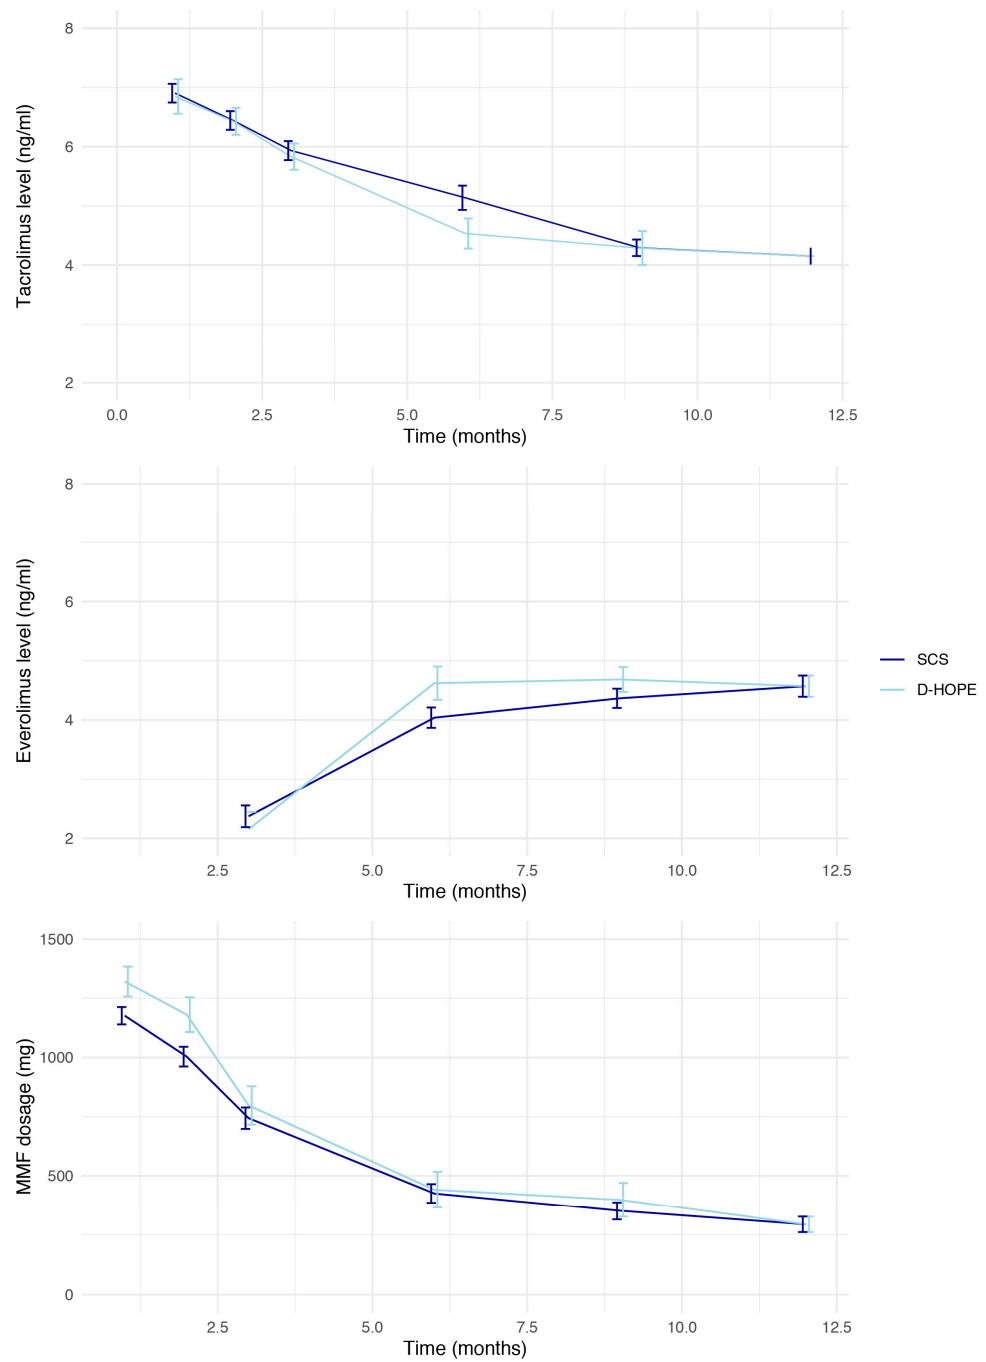 8
6
4
2
Tacrolimus level (ng/ml)
0.0 2.5 5.0 7.5 10.0 12.5
Time (months)
8
6
4
2
Everolimus level (ng/ml)
2.5 5.0 7.5 10.0 12.5
Time (months)
SCS
D-HOPE
1500
1000
500
0
MMF dosage (mg)
2.5 5.0 7.5 10.0 12.5
Time (months)